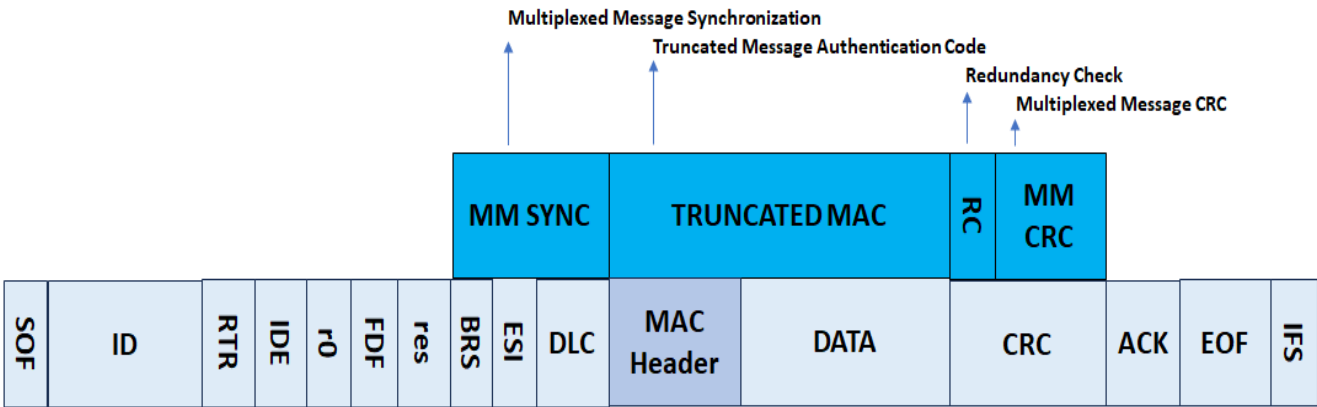 Multiplexed Message Synchronization
Truncated Message Authentication Code
Redundancy Check
Multiplexed Message CRC
MM SYNC
TRUNCATED MAC
RC
MM
CRC
SOF
ID
RTR
IDE
r0
FDF
res
BRS
ESI
DLC
MAC
Header
DATA
CRC
ACK
EOF
IFS